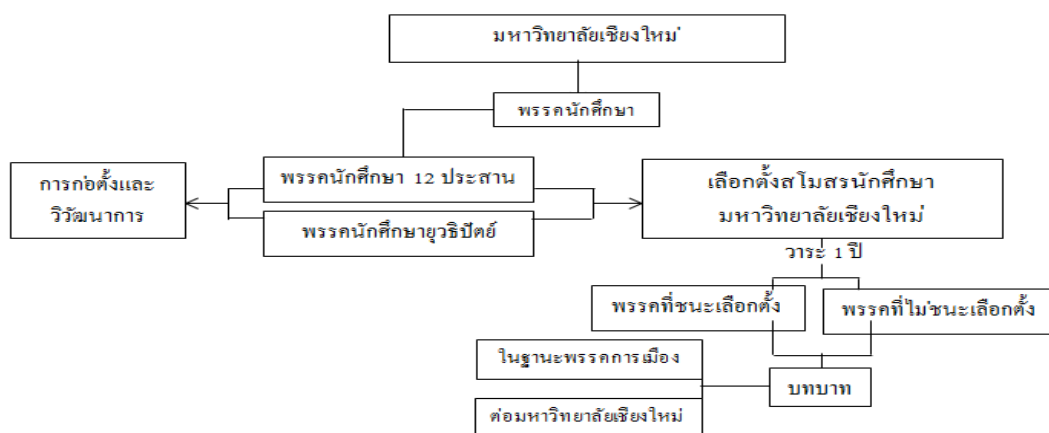 มหาวิทยาลัยเชียงใหม่
พรรคนักศึกษา
การก่อตั้งและ
วิวัฒนาการ
พรรคนักศึกษา 12 ประสาน
พรรคนักศึกษายุวธิปัตย์
เลือกตั้งสโมสรนักศึกษา
มหาวิทยาลัยเชียงใหม่
วาระ 1 ปี
พรรคที่ชนะเลือกตั้ง
พรรคที่ไม่ชนะเลือกตั้ง
ในฐานะพรรคการเมือง
บทบาท
ต่อมหาวิทยาลัยเชียงใหม่